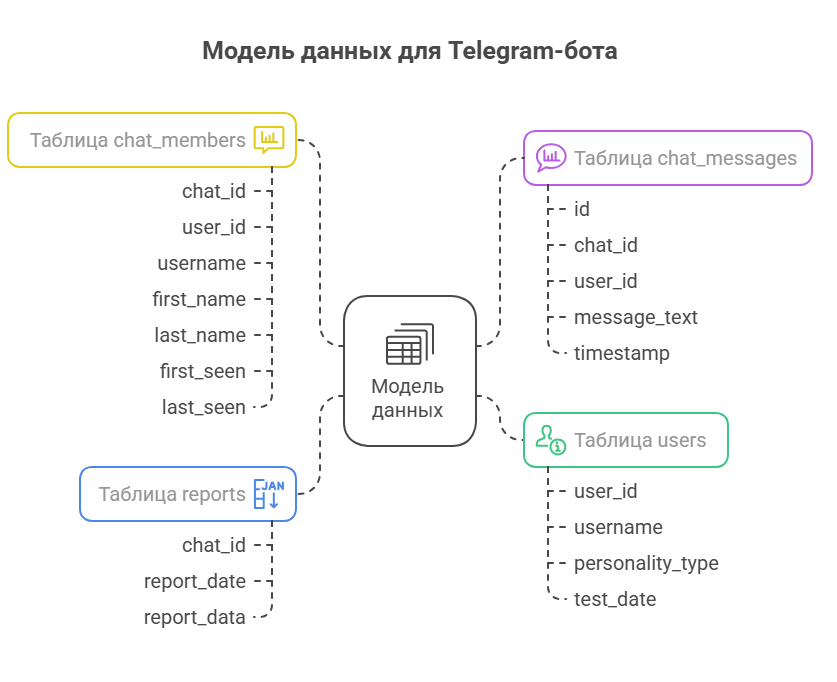 Модель данных для Telegram-бота
Таблица chat_members
chat_id
user_id
username
first_name
last_name
first_seen
last_seen
Таблица reports
JAN
chat_id
report_date
report_data
Модель
данных
Таблица chat_messages
id
chat_id
user_id
message_text
timestamp
Таблица users
user_id
username
personality_type
test_date